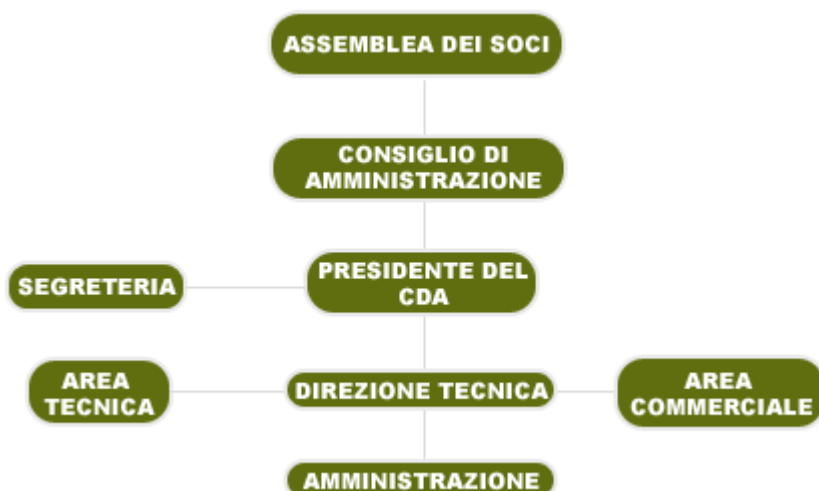 ASSEMBLEA DEI SOCI
CONSIGLIO DI
AMMINISTRAZIONE
PRESIDENTE DEL
CDA
SEGRETERIA
AREA
TECNICA
DIREZIONE TECNICA
AREA
COMMERCIALE
AMMINISTRAZIONE